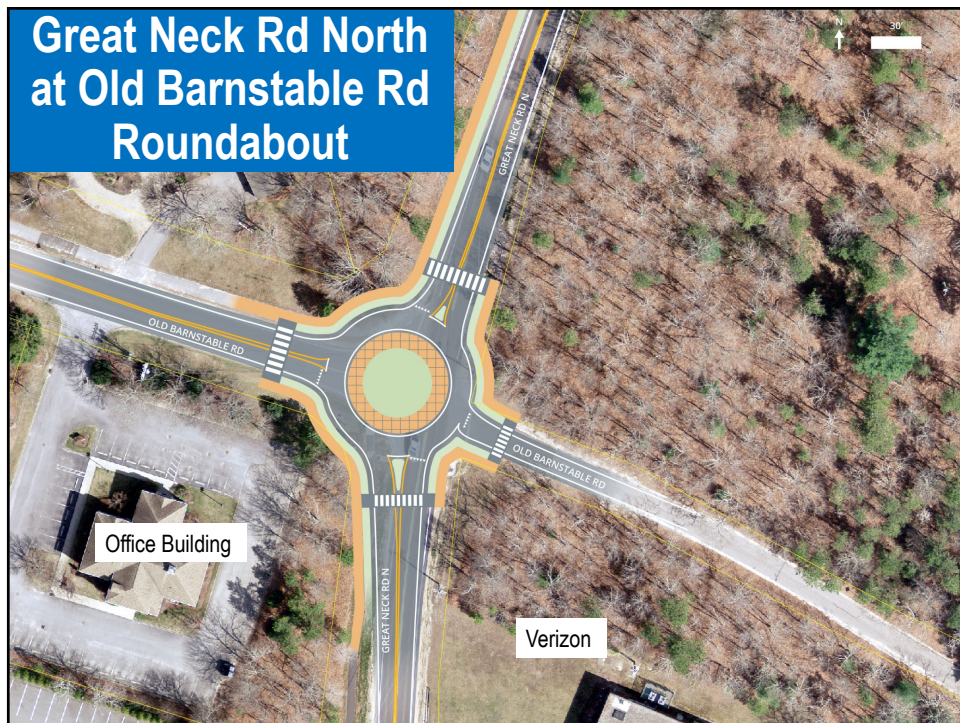 Great Neck Rd North
at Old Barnstable Rd
Roundabout
N
30'
GREAT NECK RD N
OLD BARNSTABLE RD
OLD BARNSTABLE RD
Office Building
GREAT NECK RD N
Verizon